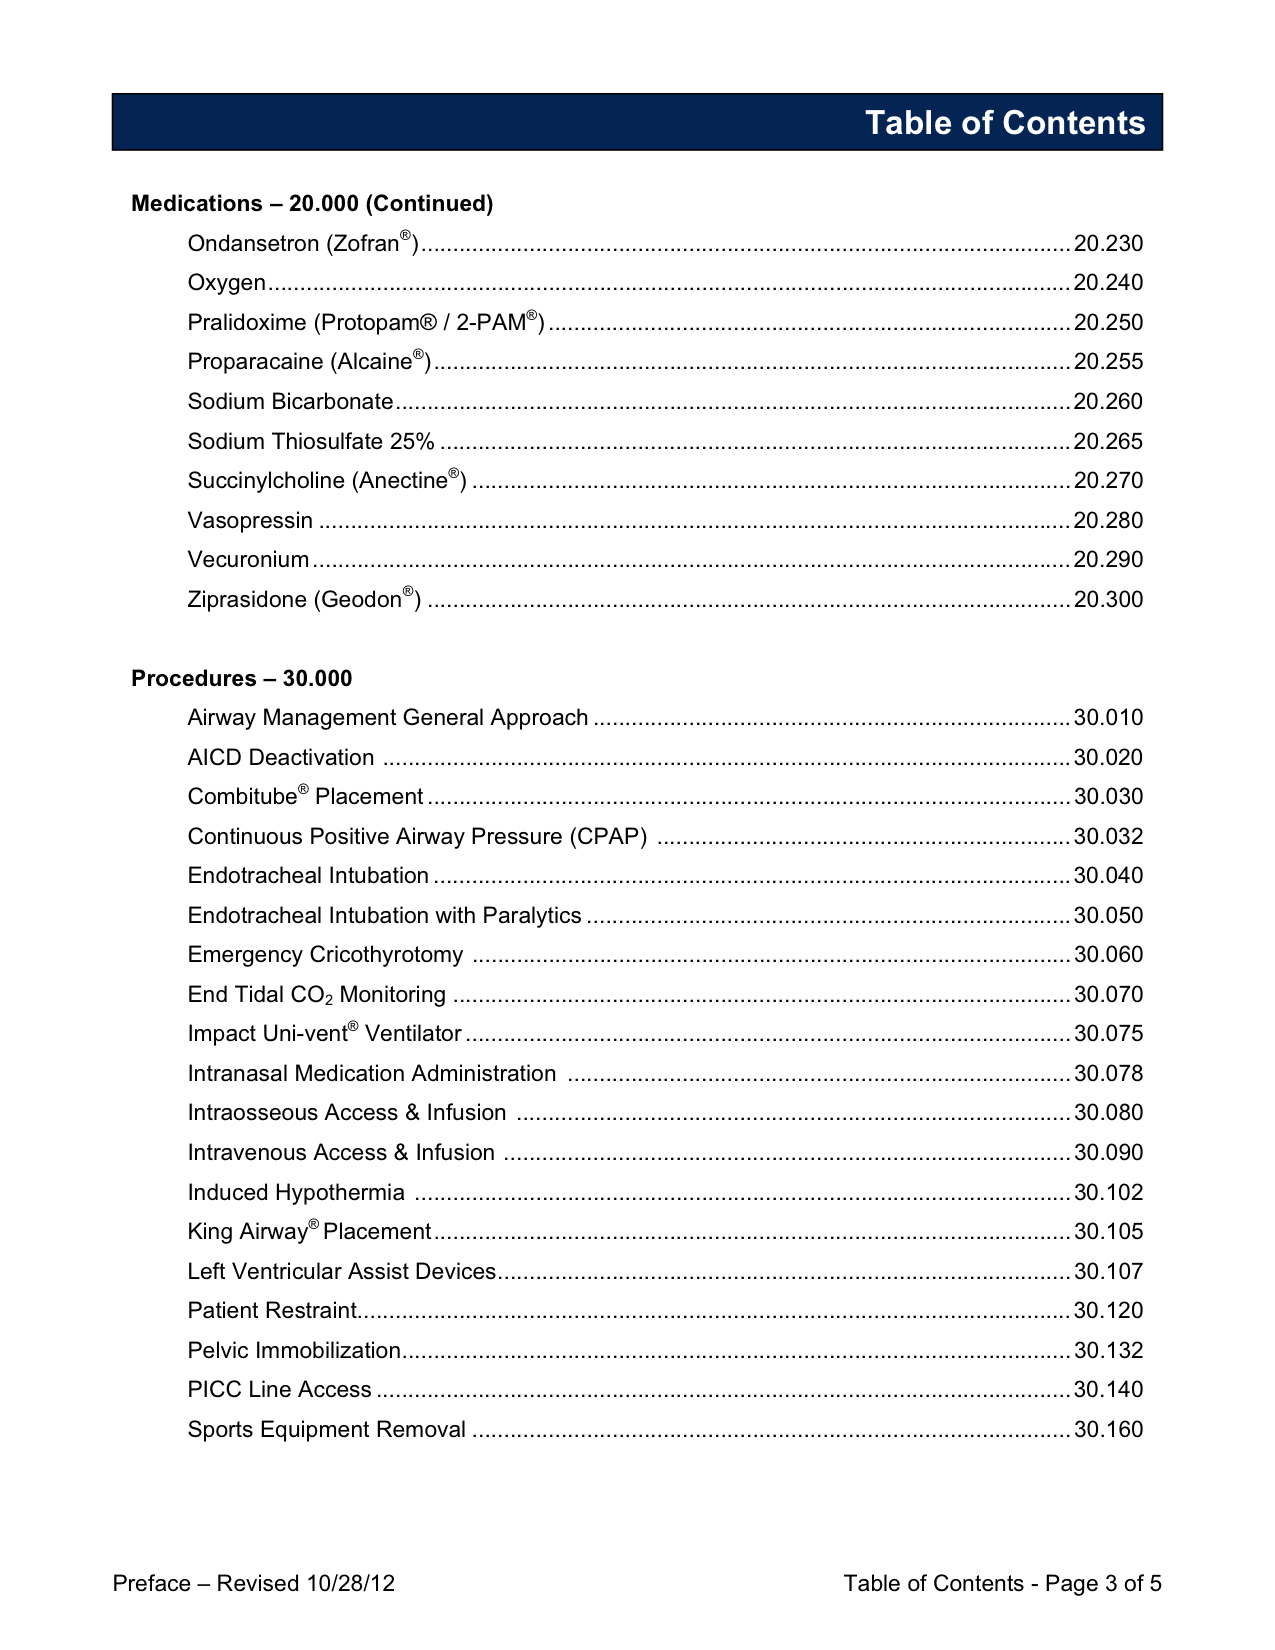 Table of Contents
Medications – 20.000 (Continued)
Ondansetron (Zofran®)..........20.230
Oxygen..........20.240
Pralidoxime (Protopam® / 2-PAM®)..........20.250
Proparacaine (Alcaine®)..........20.255
Sodium Bicarbonate..........20.260
Sodium Thiosulfate 25%..........20.265
Succinylcholine (Anectine®)..........20.270
Vasopressin..........20.280
Vecuronium..........20.290
Ziprasidone (Geodon®)..........20.300
Procedures – 30.000
Airway Management General Approach..........30.010
AICD Deactivation..........30.020
Combitube® Placement..........30.030
Continuous Positive Airway Pressure (CPAP)..........30.032
Endotracheal Intubation..........30.040
Endotracheal Intubation with Paralytics..........30.050
Emergency Cricothyrotomy..........30.060
End Tidal CO₂ Monitoring..........30.070
Impact Uni-vent® Ventilator..........30.075
Intranasal Medication Administration..........30.078
Intraosseous Access & Infusion..........30.080
Intravenous Access & Infusion..........30.090
Induced Hypothermia..........30.102
King Airway® Placement..........30.105
Left Ventricular Assist Devices..........30.107
Patient Restraint..........30.120
Pelvic Immobilization..........30.132
PICC Line Access..........30.140
Sports Equipment Removal..........30.160
Preface – Revised 10/28/12 Table of Contents - Page 3 of 5